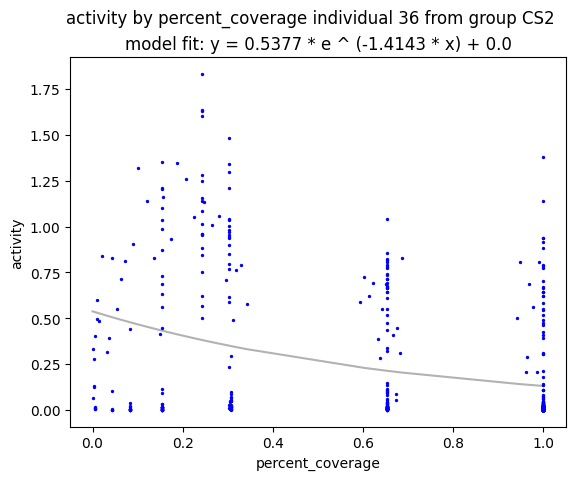 activity by percent_coverage individual 36 from group CS2
model fit: y = 0.5377 * e ^ (-1.4143 * x) + 0.0
1.75
1.50
1.25
1.00
0.75
0.50
0.25
0.00
activity
0.0 0.2 0.4 0.6 0.8 1.0
percent_coverage